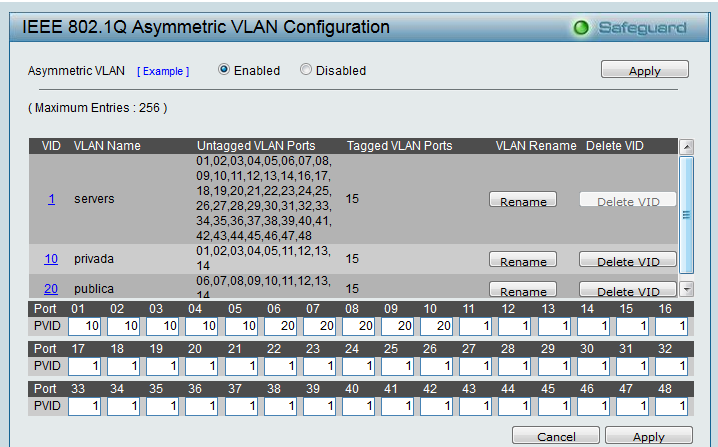 IEEE 802.1Q Asymmetric VLAN Configuration Safeguard
Asymmetric VLAN [ Example ] Enabled Disabled Apply
( Maximum Entries : 256 )
VID VLAN Name Untagged VLAN Ports Tagged VLAN Ports VLAN Rename Delete VID
01,02,03,04,05,06,07,08,
09,10,11,12,13,14,16,17,
18,19,20,21,22,23,24,25,
1 servers 26,27,28,29,30,31,32,33, 15 Rename Delete VID
34,35,36,37,38,39,40,41,
42,43,44,45,46,47,48
10 privada 01,02,03,04,05,11,12,13, 15 Rename Delete VID
14
20 publica 06,07,08,09,10,11,12,13, 15 Rename Delete VID
14
Port 01 02 03 04 05 06 07 08 09 10 11 12 13 14 15 16
PVID 10 10 10 10 10 20 20 20 20 20 1 1 1 1 1 1
Port 17 18 19 20 21 22 23 24 25 26 27 28 29 30 31 32
PVID 1 1 1 1 1 1 1 1 1 1 1 1 1 1 1 1
Port 33 34 35 36 37 38 39 40 41 42 43 44 45 46 47 48
PVID 1 1 1 1 1 1 1 1 1 1 1 1 1 1 1 1
Cancel Apply